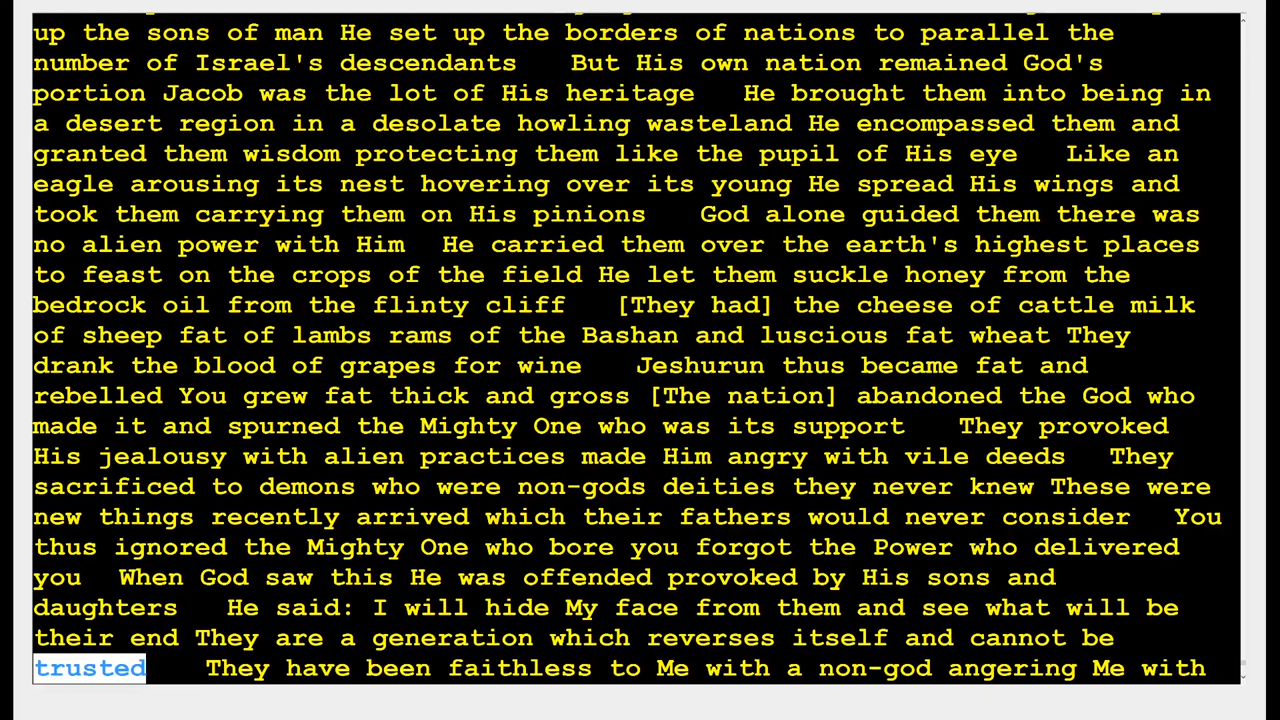 up the sons of man He set up the borders of nations to parallel the
number of Israel's descendants But His own nation remained God's
portion Jacob was the lot of His heritage He brought them into being in
a desert region in a desolate howling wasteland He encompassed them and
granted them wisdom protecting them like the pupil of His eye Like an
eagle arousing its nest hovering over its young He spread His wings and
took them carrying them on His pinions God alone guided them there was
no alien power with Him He carried them over the earth's highest places
to feast on the crops of the field He let them suckle honey from the
bedrock oil from the flinty cliff [They had] the cheese of cattle milk
of sheep fat of lambs rams of the Bashan and luscious fat wheat They
drank the blood of grapes for wine Jeshurun thus became fat and
rebelled You grew fat thick and gross [The nation] abandoned the God who
made it and spurned the Mighty One who was its support They provoked
His jealousy with alien practices made Him angry with vile deeds They
sacrificed to demons who were non-gods deities they never knew These were
new things recently arrived which their fathers would never consider You
thus ignored the Mighty One who bore you forgot the Power who delivered
you When God saw this He was offended provoked by His sons and
daughters He said: I will hide My face from them and see what will be
their end They are a generation which reverses itself and cannot be
trusted They have been faithless to Me with a non-god angering Me with